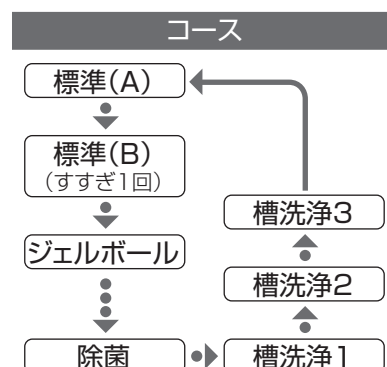 コース
標準(A)
標準(B)
(すすぎ1回)
ジェルボール
除菌
槽洗浄1
槽洗浄2
槽洗浄3